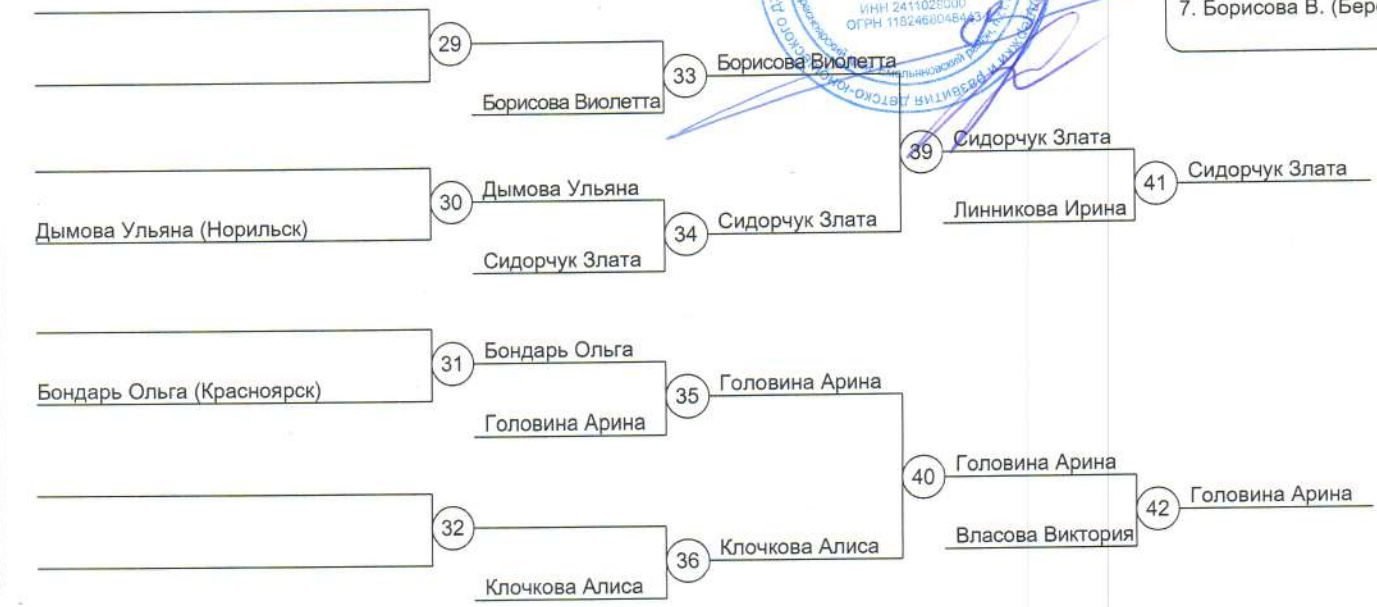 ИНН 2411028000
ОГРН 1182468048443
7. Борисова В.
29
33
Борисова Виолетта
Борисова Виолетта
39
Сидорчук Злата
41
Сидорчук Злата
30
Дымова Ульяна
Дымова Ульяна (Норильск)
34
Сидорчук Злата
Линникова Ирина
Сидорчук Злата
31
Бондарь Ольга
Бондарь Ольга (Красноярск)
35
Головина Арина
Головина Арина
40
Головина Арина
42
Головина Арина
32
36
Клочкова Алиса
Власова Виктория
Клочкова Алиса